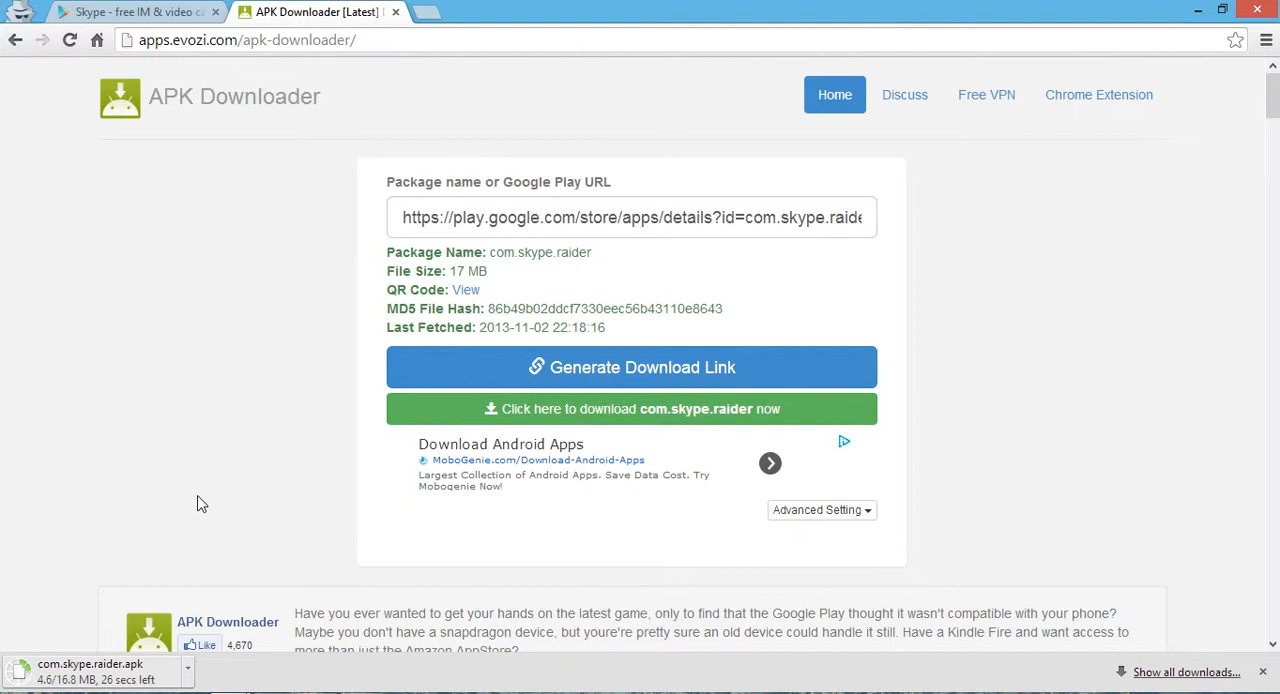 Skype - free IM & video ca
APK Downloader [Latest]
apps.evozi.com/apk-downloader/
APK Downloader
Home
Discuss
Free VPN
Chrome Extension
Package name or Google Play URL
https://play.google.com/store/apps/details?id=com.skype.raide
Package Name: com.skype.raider
File Size: 17 MB
QR Code: View
MD5 File Hash: 86b49b02ddcf7330eec56b43110e8643
Last Fetched: 2013-11-02 22:18:16
Generate Download Link
Click here to download com.skype.raider now
Download Android Apps
MoboGenie.com/Download-Android-Apps
Largest Collection of Android Apps. Save Data Cost. Try
Mobogenie Now!
Advanced Setting
APK Downloader
Like 4,670
Have you ever wanted to get your hands on the latest game, only to find that the Google Play thought it wasn't compatible with your phone?
Maybe you don't have a snapdragon device, but youre're pretty sure an old device could handle it still. Have a Kindle Fire and want access to
more than just the Amazon AppStore?
com.skype.raider.apk
4.6/16.8 MB, 26 secs left
Show all downloads...